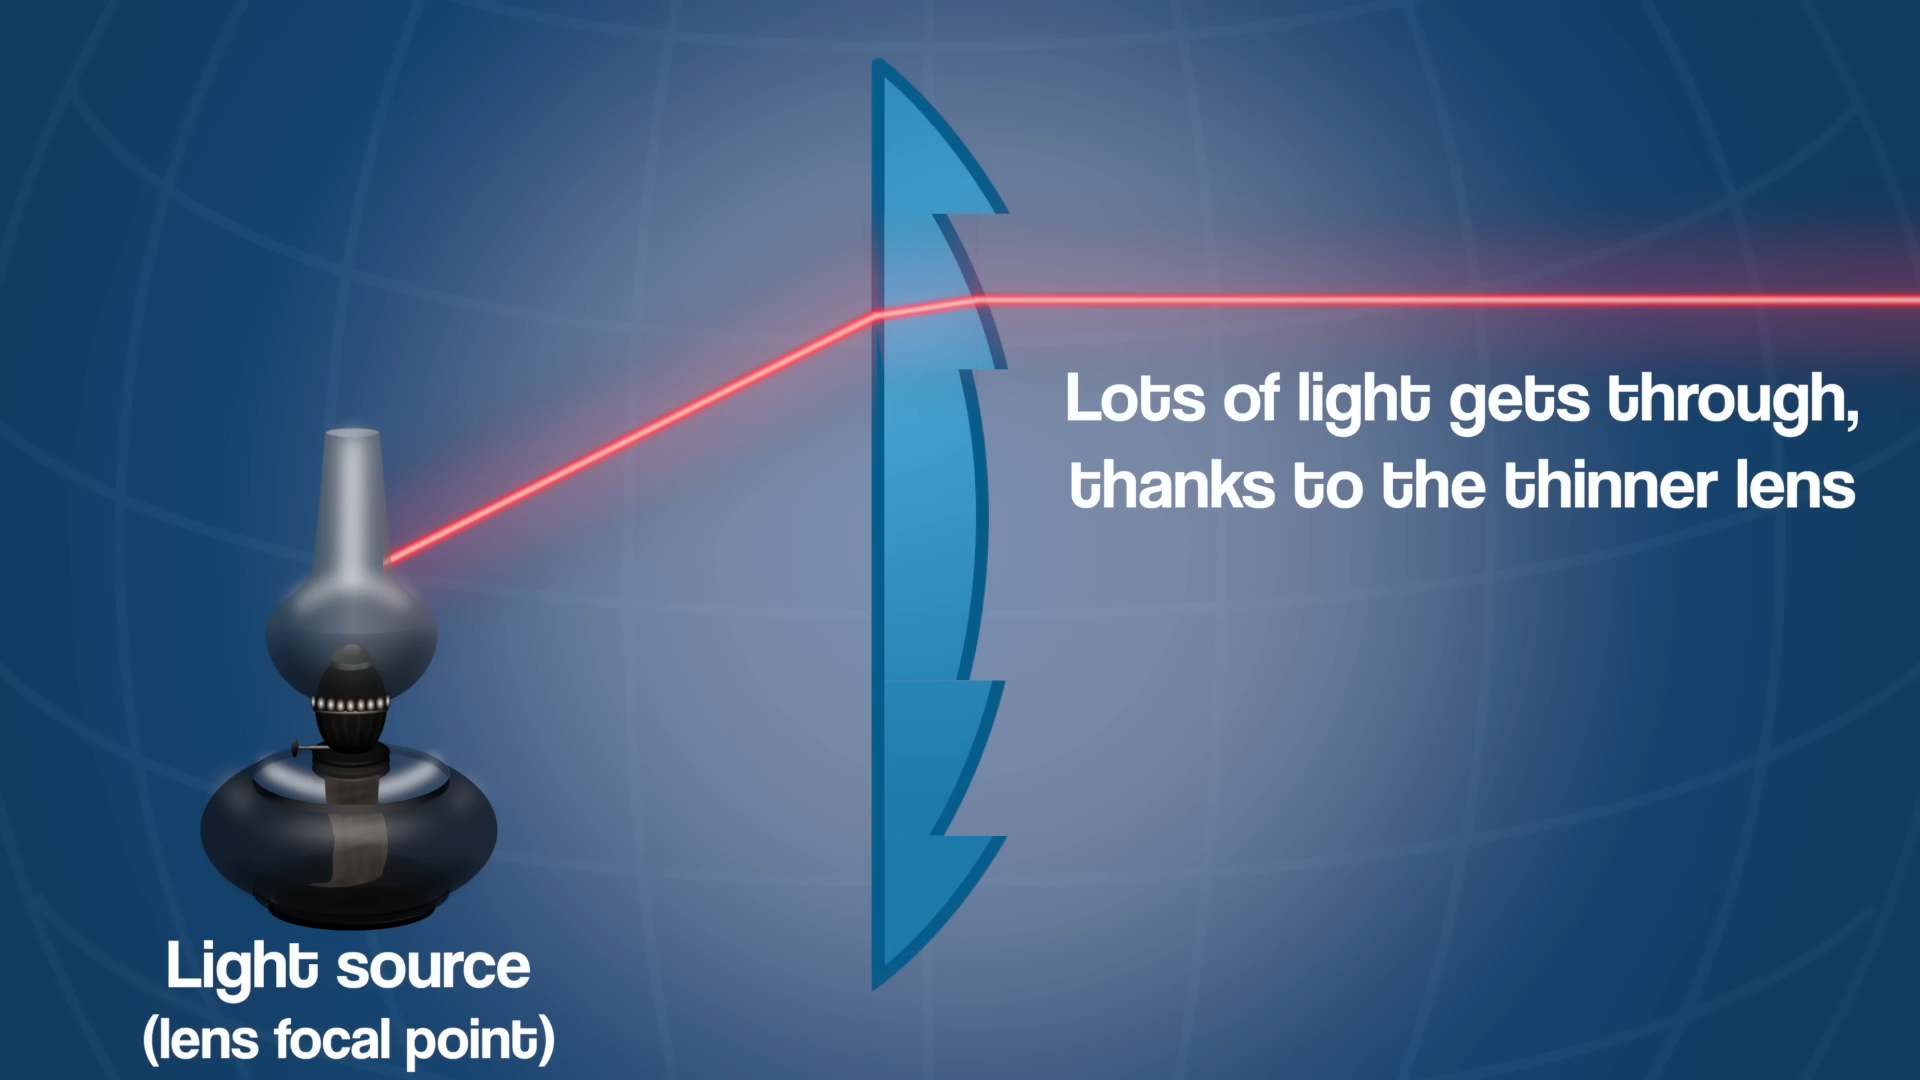 Lots of light gets through,
thanks to the thinner lens
Light source
(lens focal point)